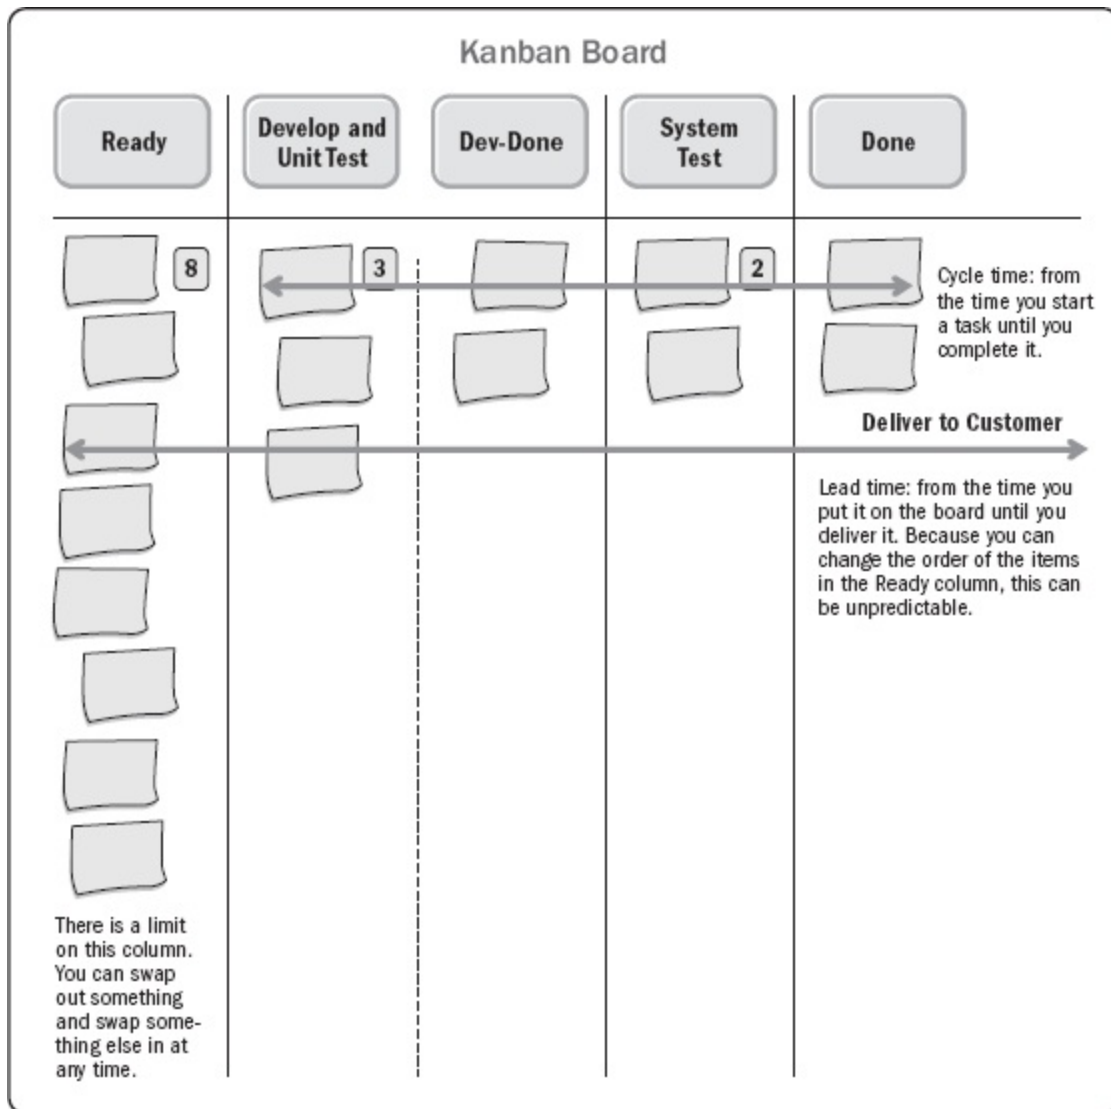 Kanban Board
Ready
Develop and
Unit Test
Dev-Done
System
Test
Done
8
3
2
Cycle time: from
the time you start
a task until you
complete it.
Deliver to Customer
Lead time: from the time you
put it on the board until you
deliver it. Because you can
change the order of the items
in the Ready column, this can
be unpredictable.
There is a limit
on this column.
You can swap
out something
and swap some-
thing else in at
any time.